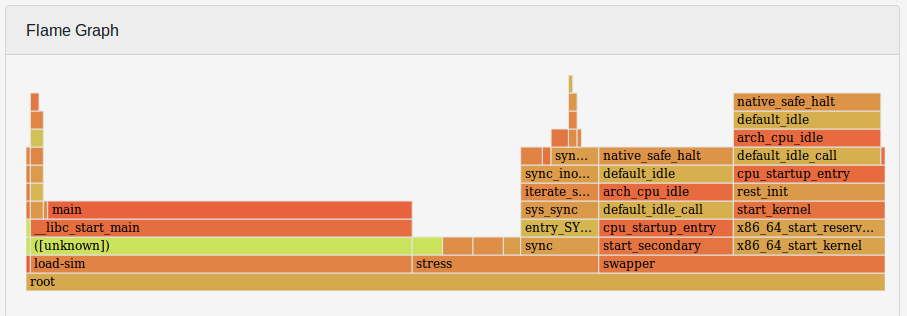 Flame Graph
native_safe_halt
default_idle
arch_cpu_idle
syn... native_safe_halt default_idle_call
sync_ino... default_idle cpu_startup_entry
iterate_s... arch_cpu_idle rest_init
main sys_sync default_idle_call start_kernel
__libc_start_main entry_SY... cpu_startup_entry x86_64_start_reserv...
([unknown]) sync start_secondary x86_64_start_kernel
load-sim stress swapper
root